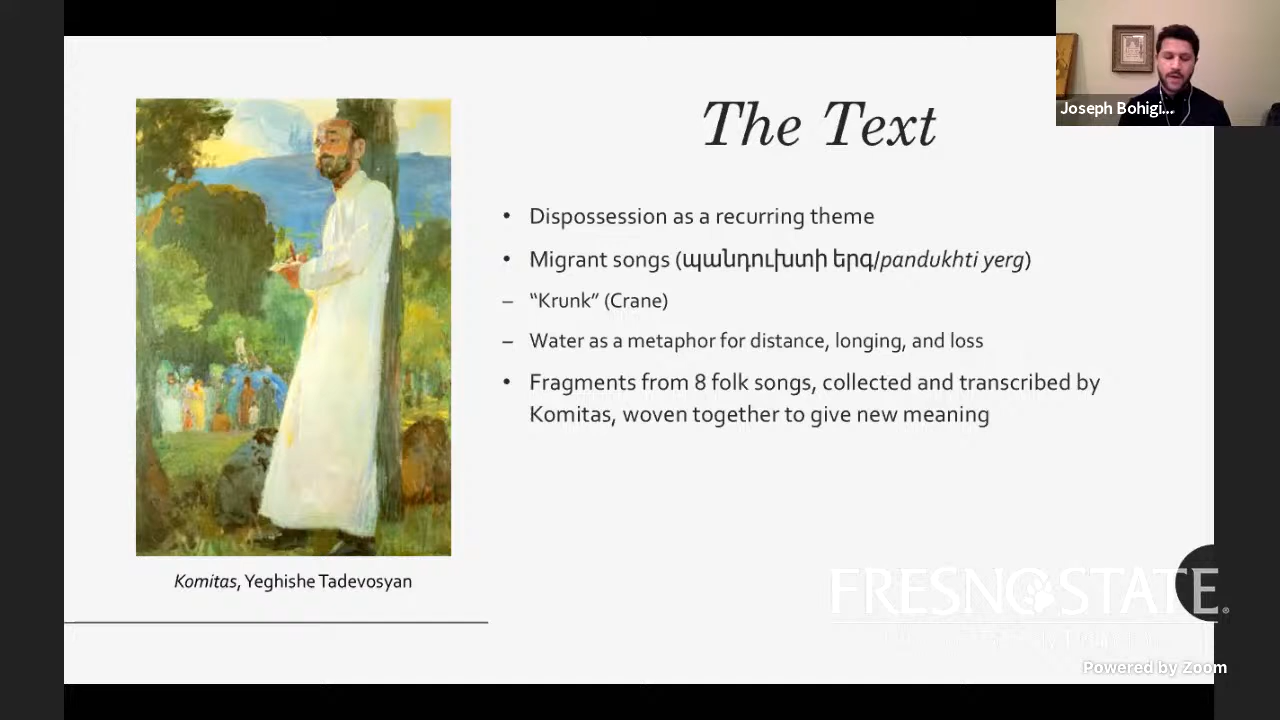 Joseph Bohigi...
The Text
• Dispossession as a recurring theme
• Migrant songs (պանդուխտի երգ/pandukhti yerg)
– “Krunk” (Crane)
– Water as a metaphor for distance, longing, and loss
• Fragments from 8 folk songs, collected and transcribed by
Komitas, woven together to give new meaning
Komitas, Yeghishe Tadevosyan
FRESNO STATE®
Powered by Zoom